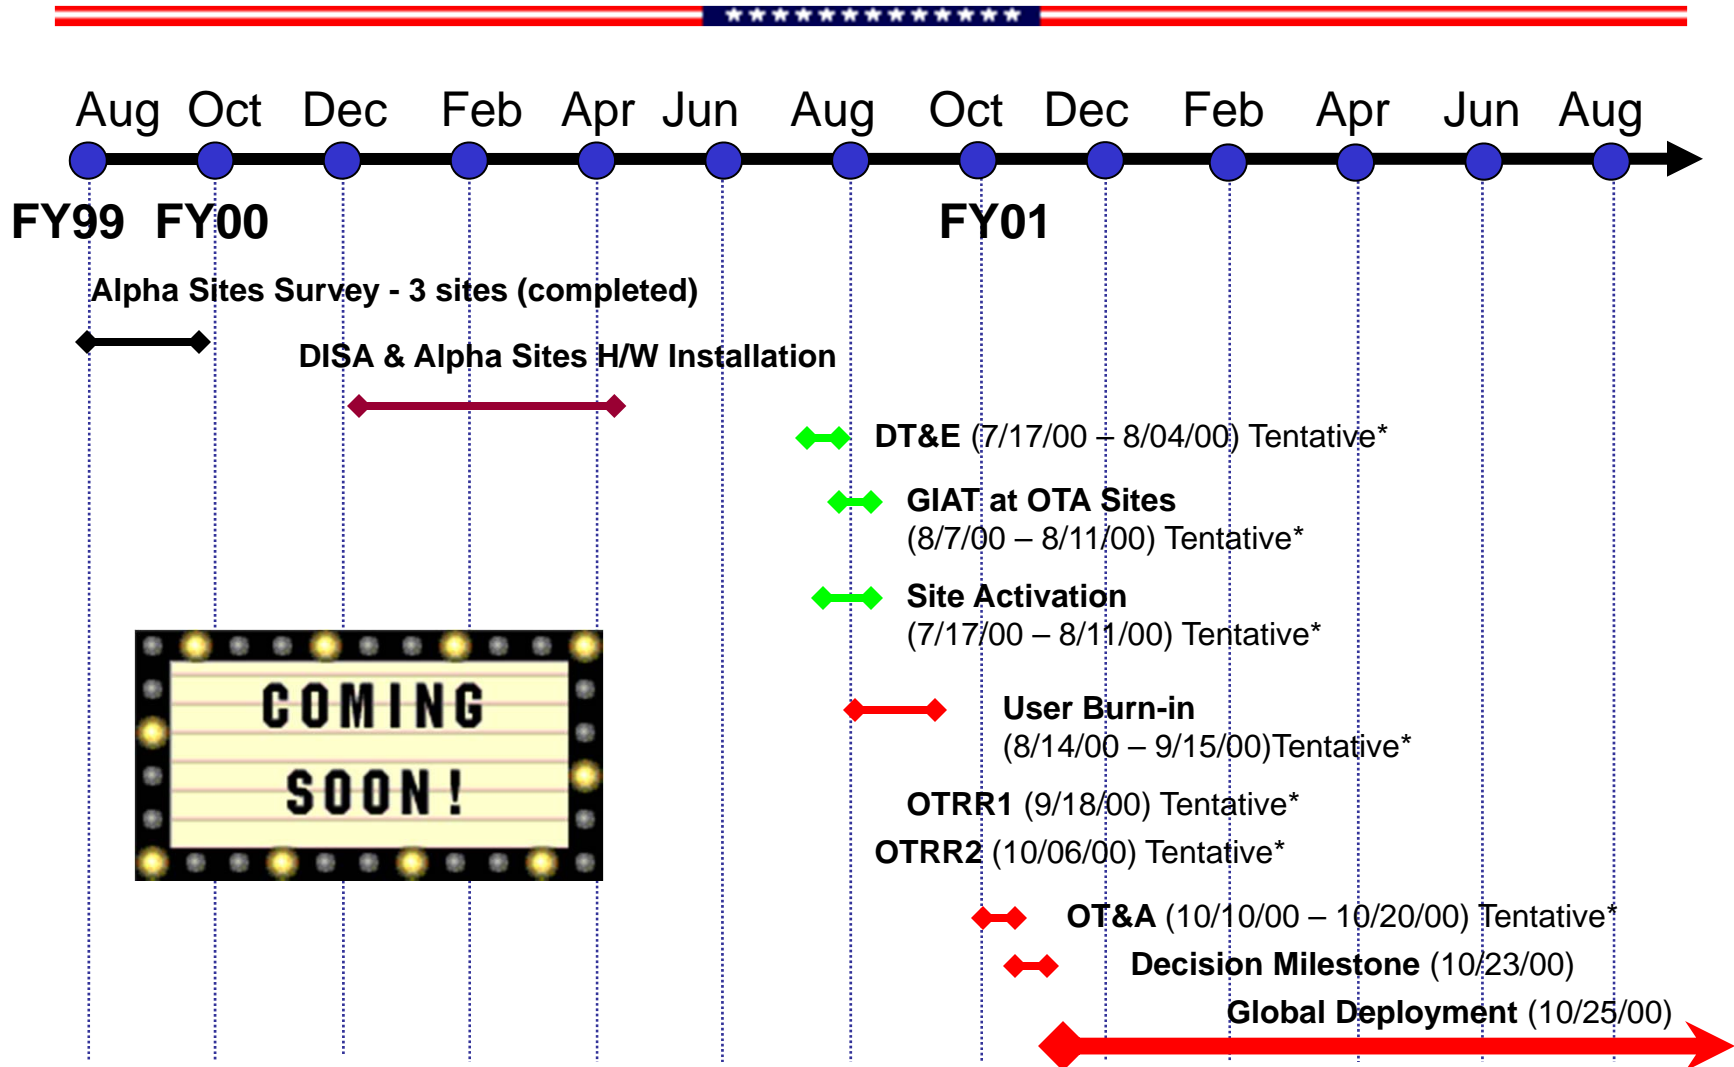 Aug Oct Dec Feb Apr Jun Aug Oct Dec Feb Apr Jun Aug
FY99 FY00 FY01
Alpha Sites Survey - 3 sites (completed)
DISA & Alpha Sites H/W Installation
DT&E (7/17/00 – 8/04/00) Tentative*
GIAT at OTA Sites
(8/7/00 – 8/11/00) Tentative*
Site Activation
(7/17/00 – 8/11/00) Tentative*
COMING
SOON!
User Burn-in
(8/14/00 – 9/15/00)Tentative*
OTRR1 (9/18/00) Tentative*
OTRR2 (10/06/00) Tentative*
OT&A (10/10/00 – 10/20/00) Tentative*
Decision Milestone (10/23/00)
Global Deployment (10/25/00)